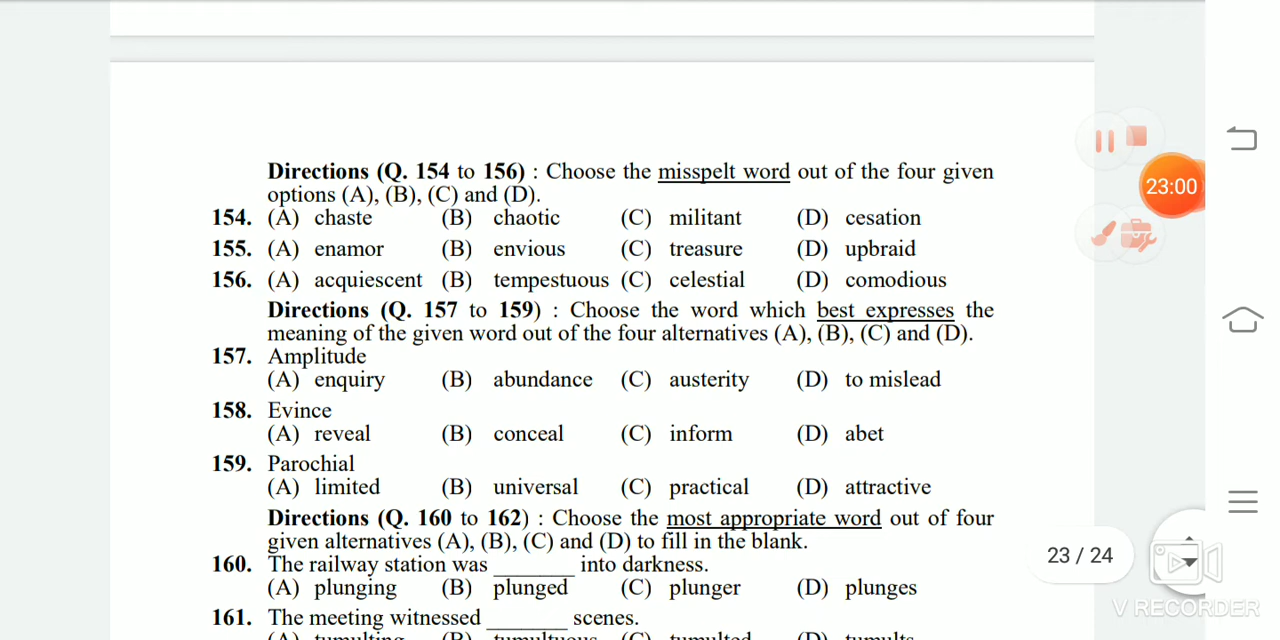 Directions (Q. 154 to 156) : Choose the misspelt word out of the four given
options (A), (B), (C) and (D).
154. (A) chaste (B) chaotic (C) militant (D) cesation
155. (A) enamor (B) envious (C) treasure (D) upbraid
156. (A) acquiescent (B) tempestuous (C) celestial (D) comodious
Directions (Q. 157 to 159) : Choose the word which best expresses the
meaning of the given word out of the four alternatives (A), (B), (C) and (D).
157. Amplitude
(A) enquiry (B) abundance (C) austerity (D) to mislead
158. Evince
(A) reveal (B) conceal (C) inform (D) abet
159. Parochial
(A) limited (B) universal (C) practical (D) attractive
Directions (Q. 160 to 162) : Choose the most appropriate word out of four
given alternatives (A), (B), (C) and (D) to fill in the blank.
160. The railway station was _______ into darkness.
(A) plunging (B) plunged (C) plunger (D) plunges
161. The meeting witnessed _______ scenes.
(A) tumulting (B) tumultuous (C) tumulted (D) tumults
23:00
23 / 24
V RECORDER